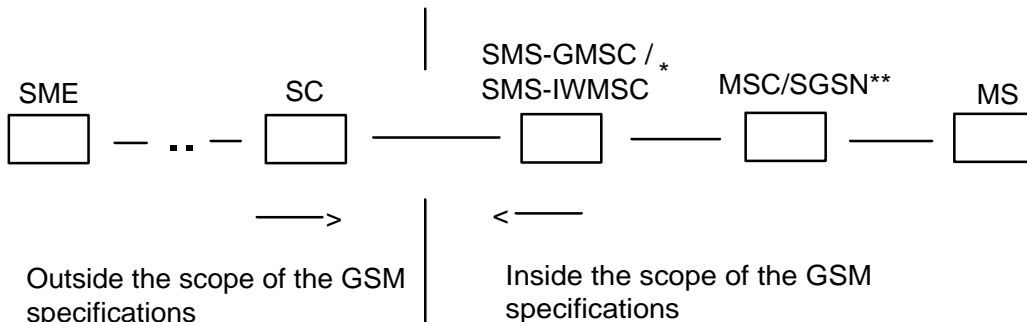 SMS-GMSC /
SMS-IWMSC *
SME
SC
MSC/SGSN**
MS
>
<
Outside the scope of the GSM
specifications
Inside the scope of the GSM
specifications